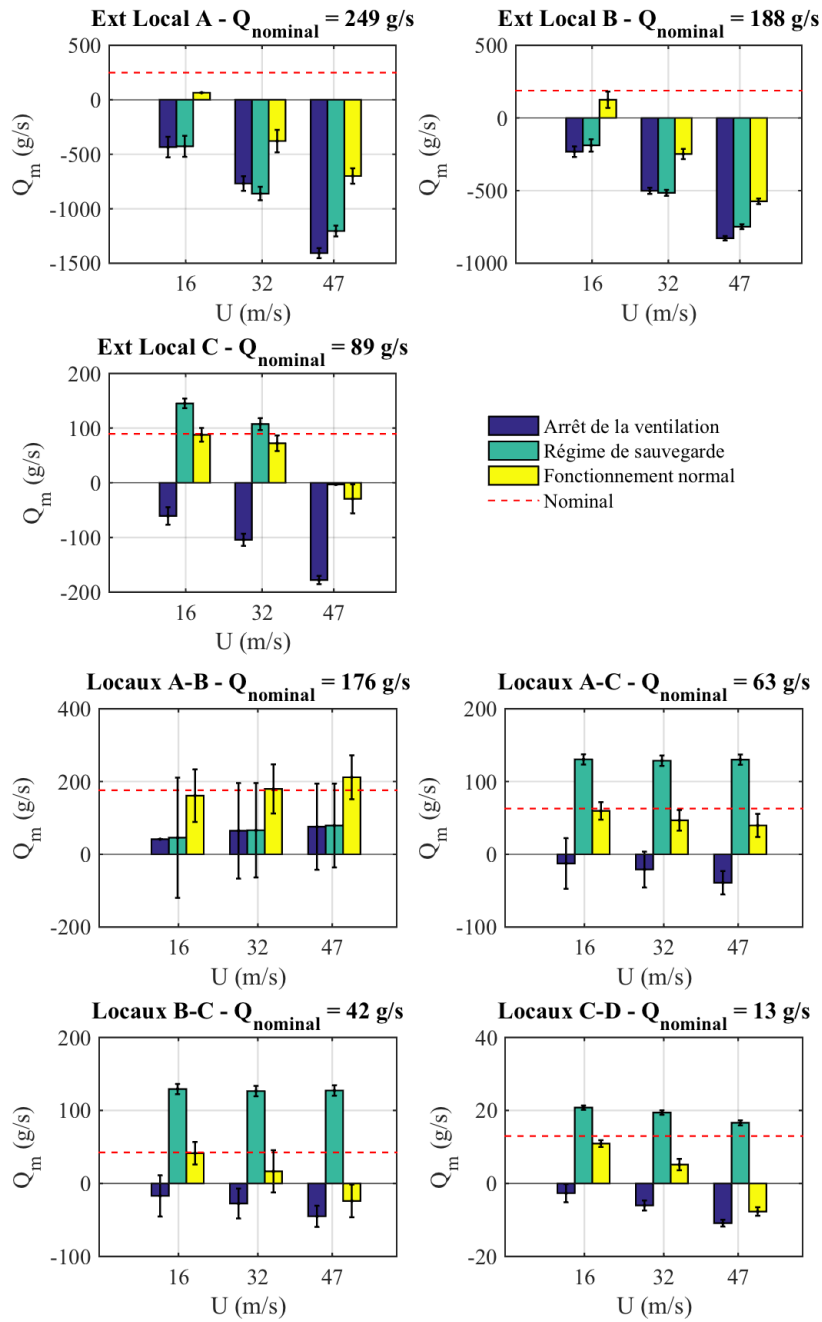 Ext Local A - Qnominal = 249 g/s
500
0
-500
-1000
-1500
Qm (g/s)
16 32 47
U (m/s)
Ext Local B - Qnominal = 188 g/s
500
0
-500
-1000
Qm (g/s)
16 32 47
U (m/s)
Ext Local C - Qnominal = 89 g/s
200
100
0
-100
-200
Qm (g/s)
16 32 47
U (m/s)
Arrêt de la ventilation
Régime de sauvegarde
Fonctionnement normal
Nominal
Locaux A-B - Qnominal = 176 g/s
400
200
0
-200
Qm (g/s)
16 32 47
U (m/s)
Locaux A-C - Qnominal = 63 g/s
200
100
0
-100
Qm (g/s)
16 32 47
U (m/s)
Locaux B-C - Qnominal = 42 g/s
200
100
0
-100
Qm (g/s)
16 32 47
U (m/s)
Locaux C-D - Qnominal = 13 g/s
40
20
0
-20
Qm (g/s)
16 32 47
U (m/s)